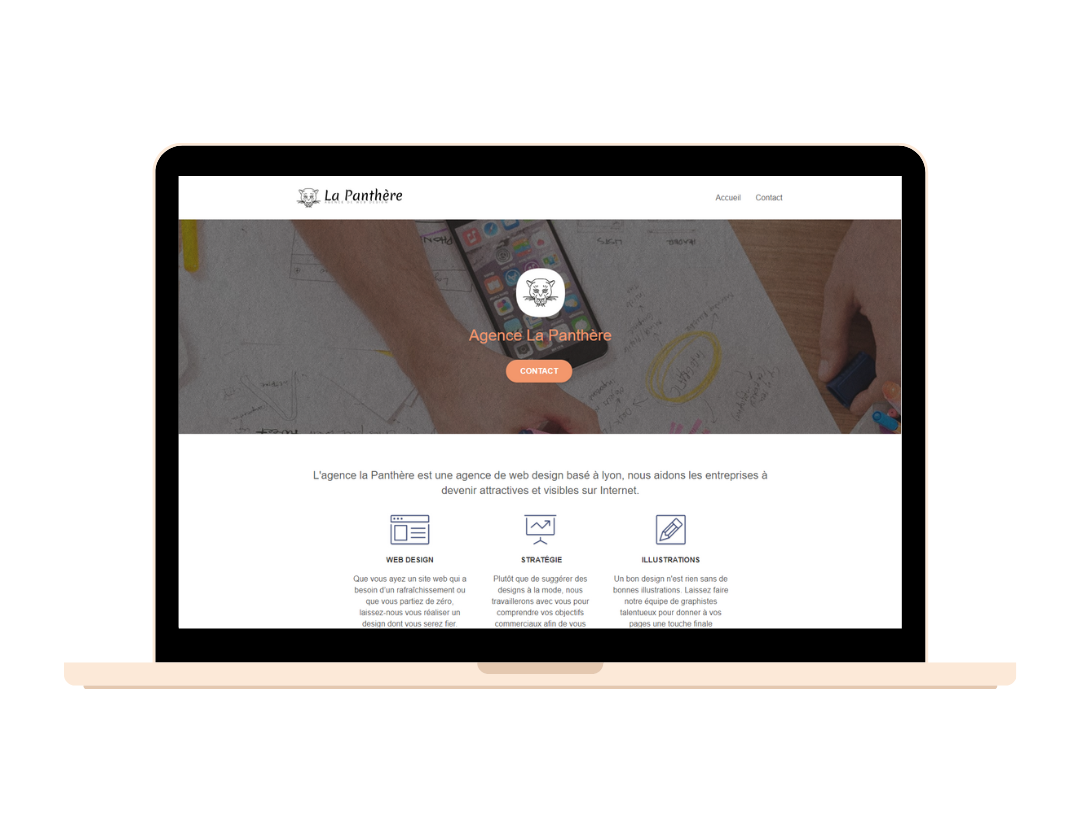 La Panthère
Accueil
Contact
Agence La Panthère
CONTACT
L'agence la Panthère est une agence de web design basé à lyon, nous aidons les entreprises à
devenir attractives et visibles sur Internet.
WEB DESIGN
Que vous ayez un site web qui a
besoin d'un rafraîchissement ou
que vous partiez de zéro,
laissez-nous vous réaliser un
design dont vous serez fier.
STRATÉGIE
Plutôt que de suggérer des
designs à la mode, nous
travaillerons avec vous pour
comprendre vos objectifs
commerciaux afin de vous
ILLUSTRATIONS
Un bon design n'est rien sans de
bonnes illustrations. Laissez faire
notre équipe de graphistes
talentueux pour donner à vos
pages une touche finale